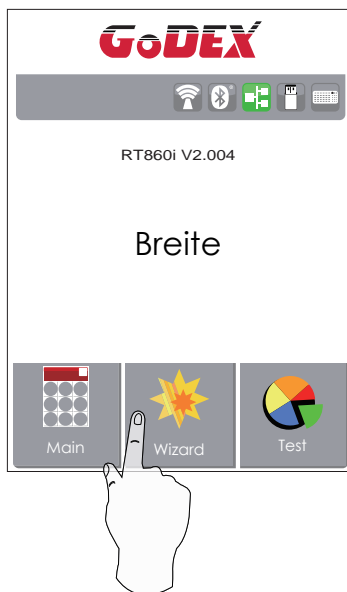 GoDEX
RT860i V2.004
Breite
Main
Wizard
Test